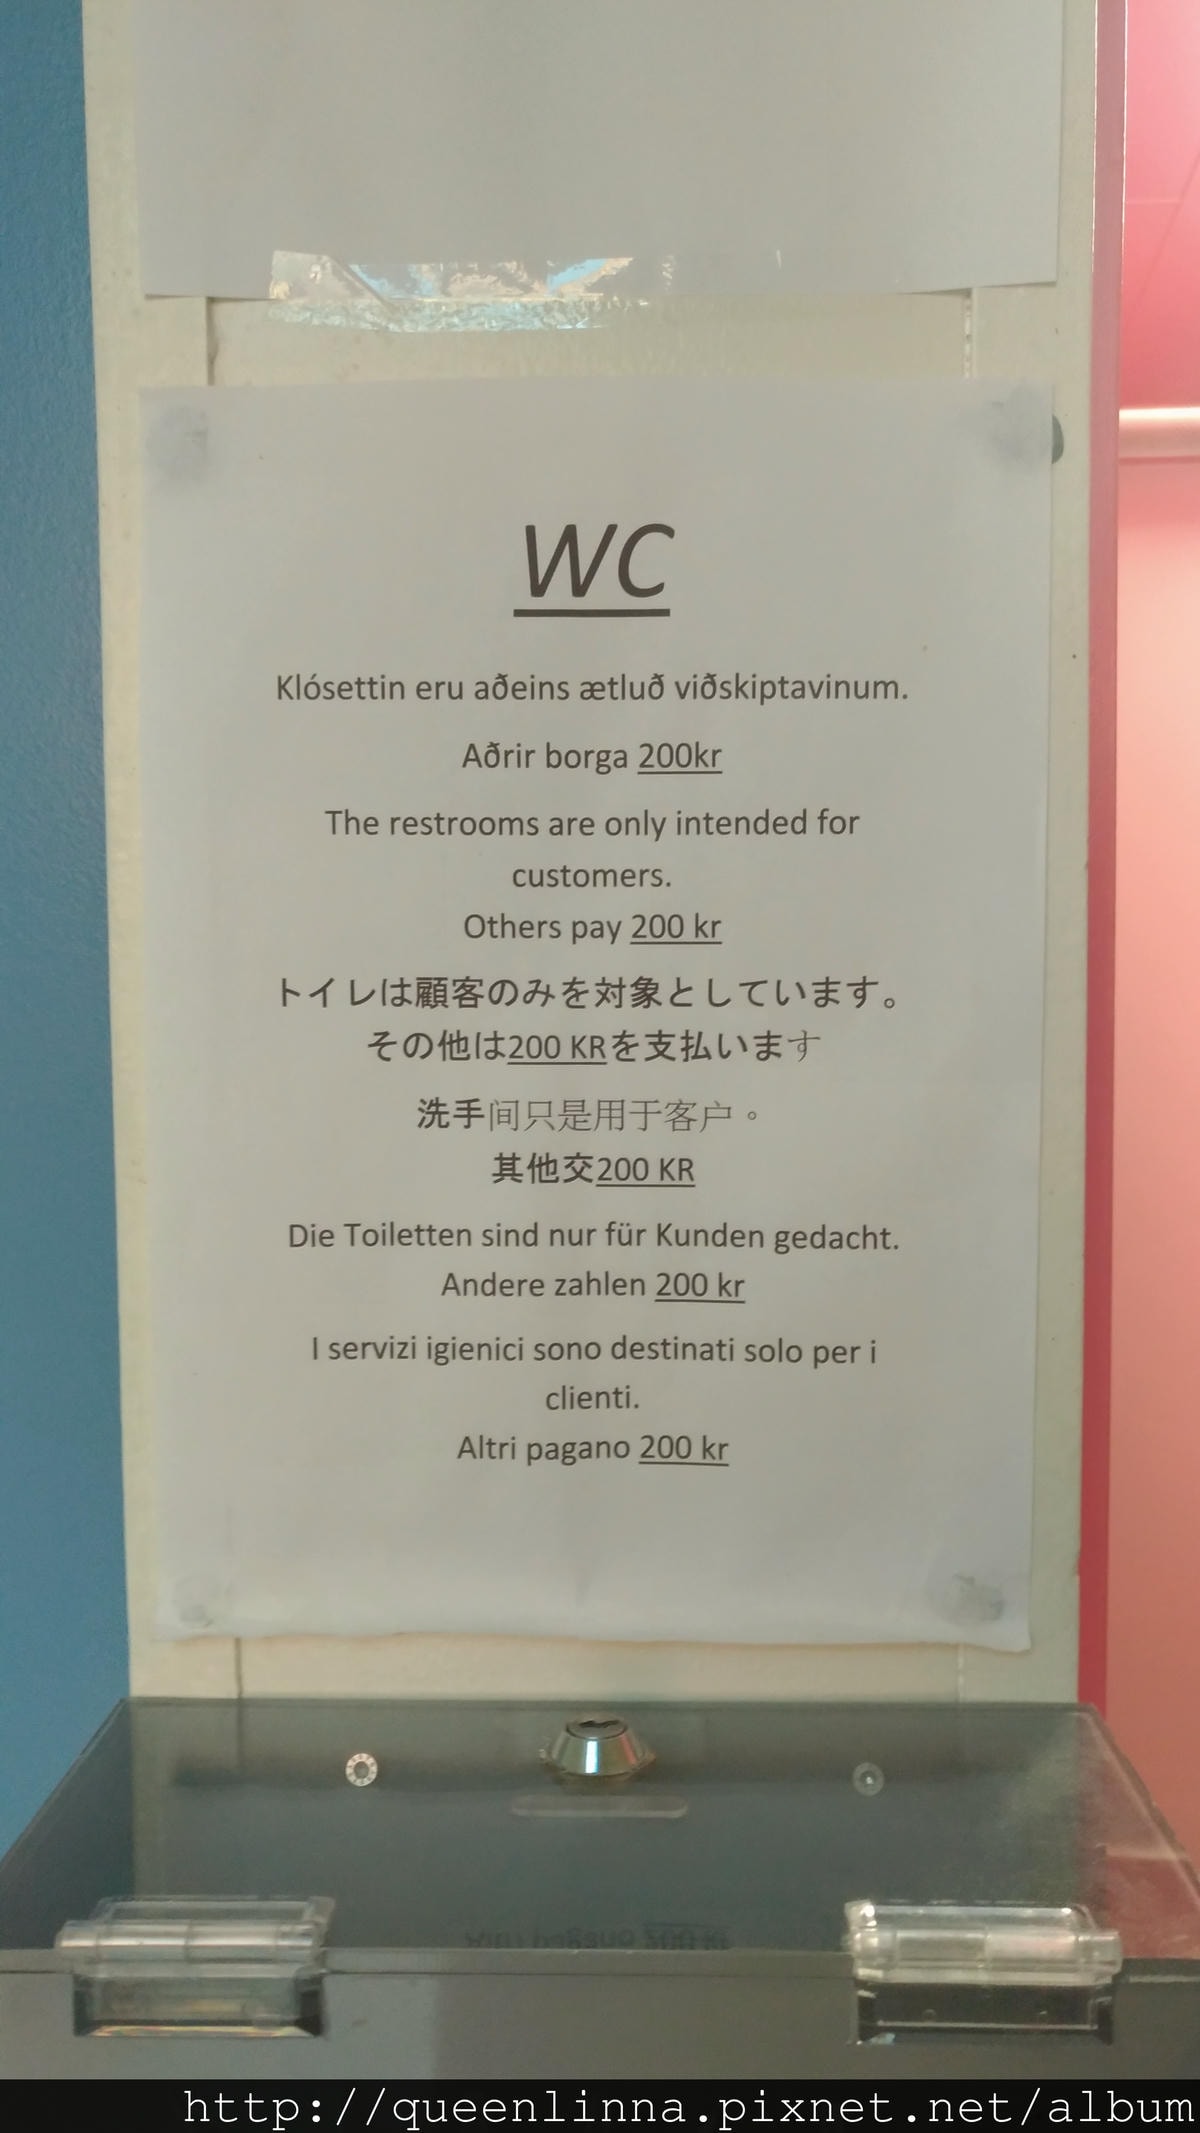 WC
Klósettin eru aðeins ætluð viðskiptavinum.
Aðrir borga 200kr
The restrooms are only intended for
customers.
Others pay 200 kr
トイレは顧客のみを対象としています。
その他は200 KRを支払います
洗手间只是用于客户。
其他交200 KR
Die Toiletten sind nur für Kunden gedacht.
Andere zahlen 200 kr
I servizi igienici sono destinati solo per i
clienti.
Altri pagano 200 kr
http://queenlinna.pixnet.net/album